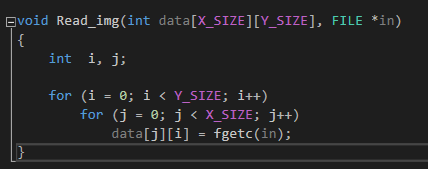 void Read_img(int data[X_SIZE][Y_SIZE], FILE *in)
{
    int  i, j;

    for (i = 0; i < Y_SIZE; i++)
        for (j = 0; j < X_SIZE; j++)
            data[j][i] = fgetc(in);
}